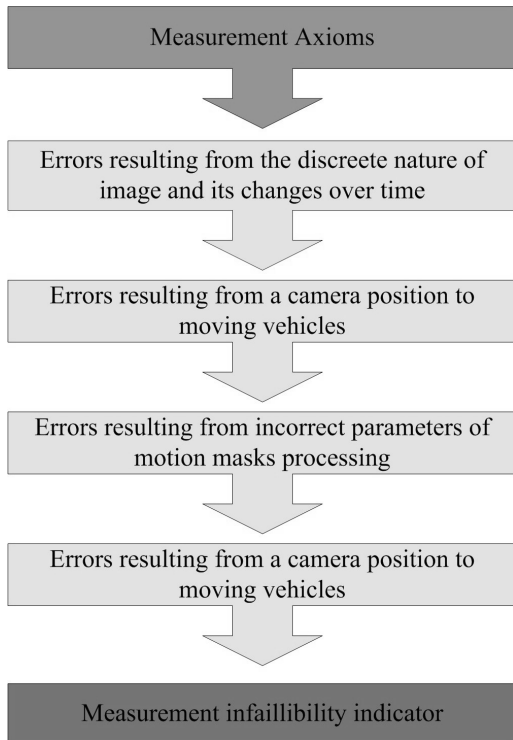 Measurement Axioms
Errors resulting from the discreete nature of
image and its changes over time
Errors resulting from a camera position to
moving vehicles
Errors resulting from incorrect parameters of
motion masks processing
Errors resulting from a camera position to
moving vehicles
Measurement infaillibility indicator